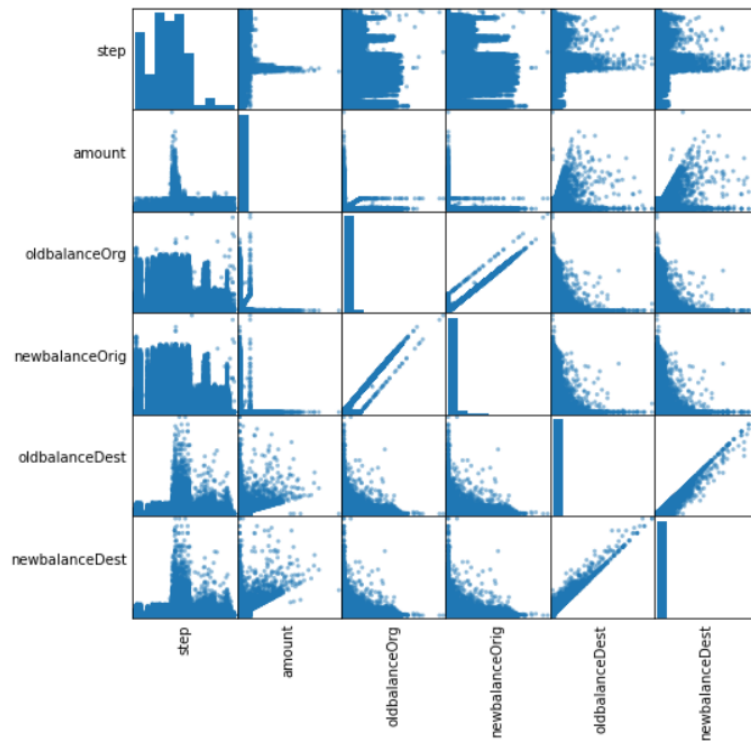 step
amount
oldbalanceOrg
newbalanceOrig
oldbalanceDest
newbalanceDest
step
amount
oldbalanceOrg
newbalanceOrig
oldbalanceDest
newbalanceDest